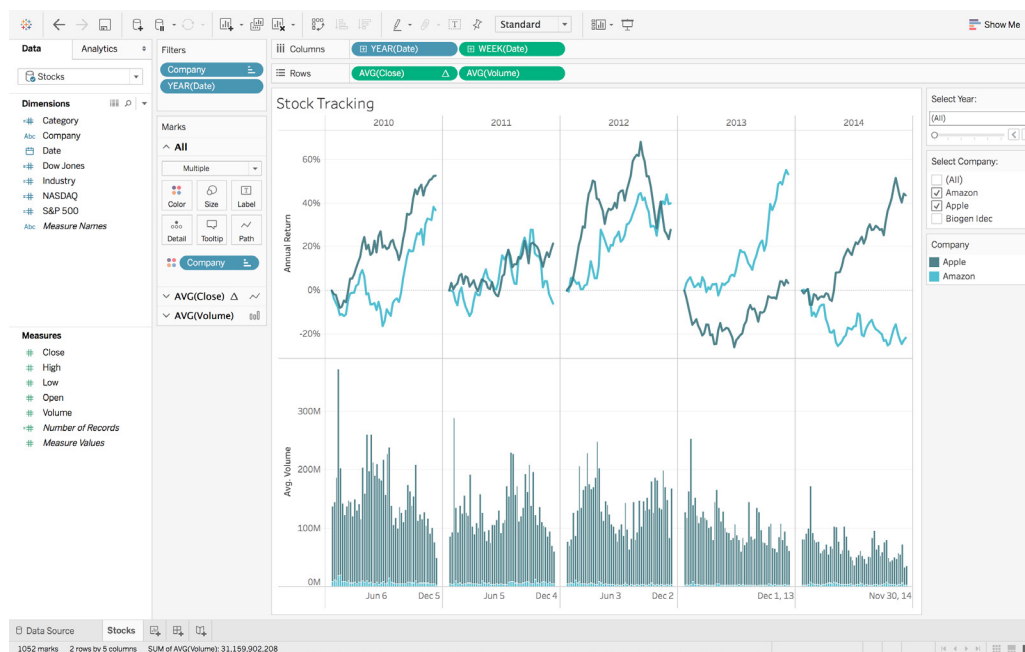 Standard
Show Me
Data
Analytics
Stocks
Dimensions
Category
Abc Company
Date
Dow Jones
Industry
NASDAQ
S&P 500
Abc Measure Names
Measures
Close
High
Low
Open
Volume
Number of Records
Measure Values
Filters
Company
YEAR(Date)
Marks
All
Multiple
Color
Size
Label
Detail
Tooltip
Path
Company
AVG(Close)
AVG(Volume)
Columns
YEAR(Date)
WEEK(Date)
Rows
AVG(Close)
AVG(Volume)
Stock Tracking
2010
2011
2012
2013
2014
Annual Return
60%
40%
20%
0%
-20%
Avg. Volume
300M
200M
100M
0M
Jun 6
Dec 5
Jun 5
Dec 4
Jun 3
Dec 2
Dec 1, 13
Nov 30, 14
Select Year:
(All)
Select Company:
(All)
Amazon
Apple
Biogen Idec
Company
Apple
Amazon
Data Source
Stocks
1052 marks
2 rows by 5 columns
SUM of AVG(Volume): 31,159,902,208